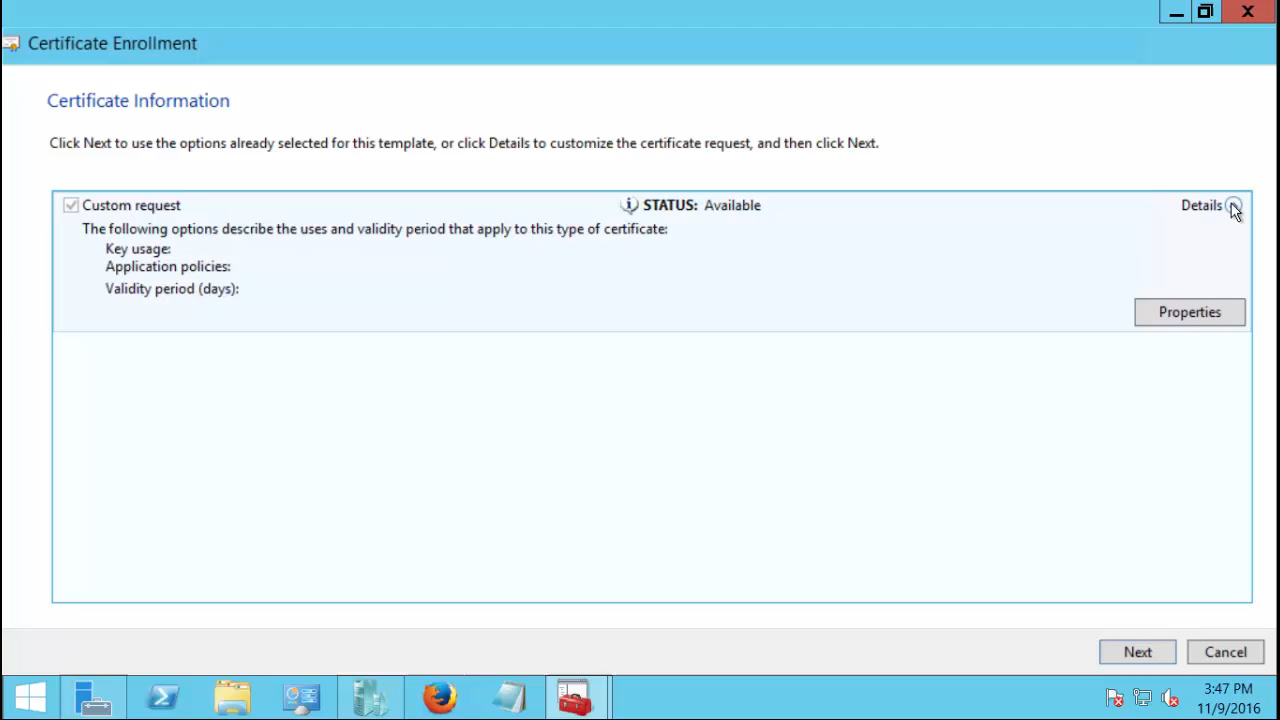 Certificate Enrollment
Certificate Information
Click Next to use the options already selected for this template, or click Details to customize the certificate request, and then click Next.
Custom request STATUS: Available Details
The following options describe the uses and validity period that apply to this type of certificate:
Key usage:
Application policies:
Validity period (days):
Properties
Next Cancel
3:47 PM
11/9/2016